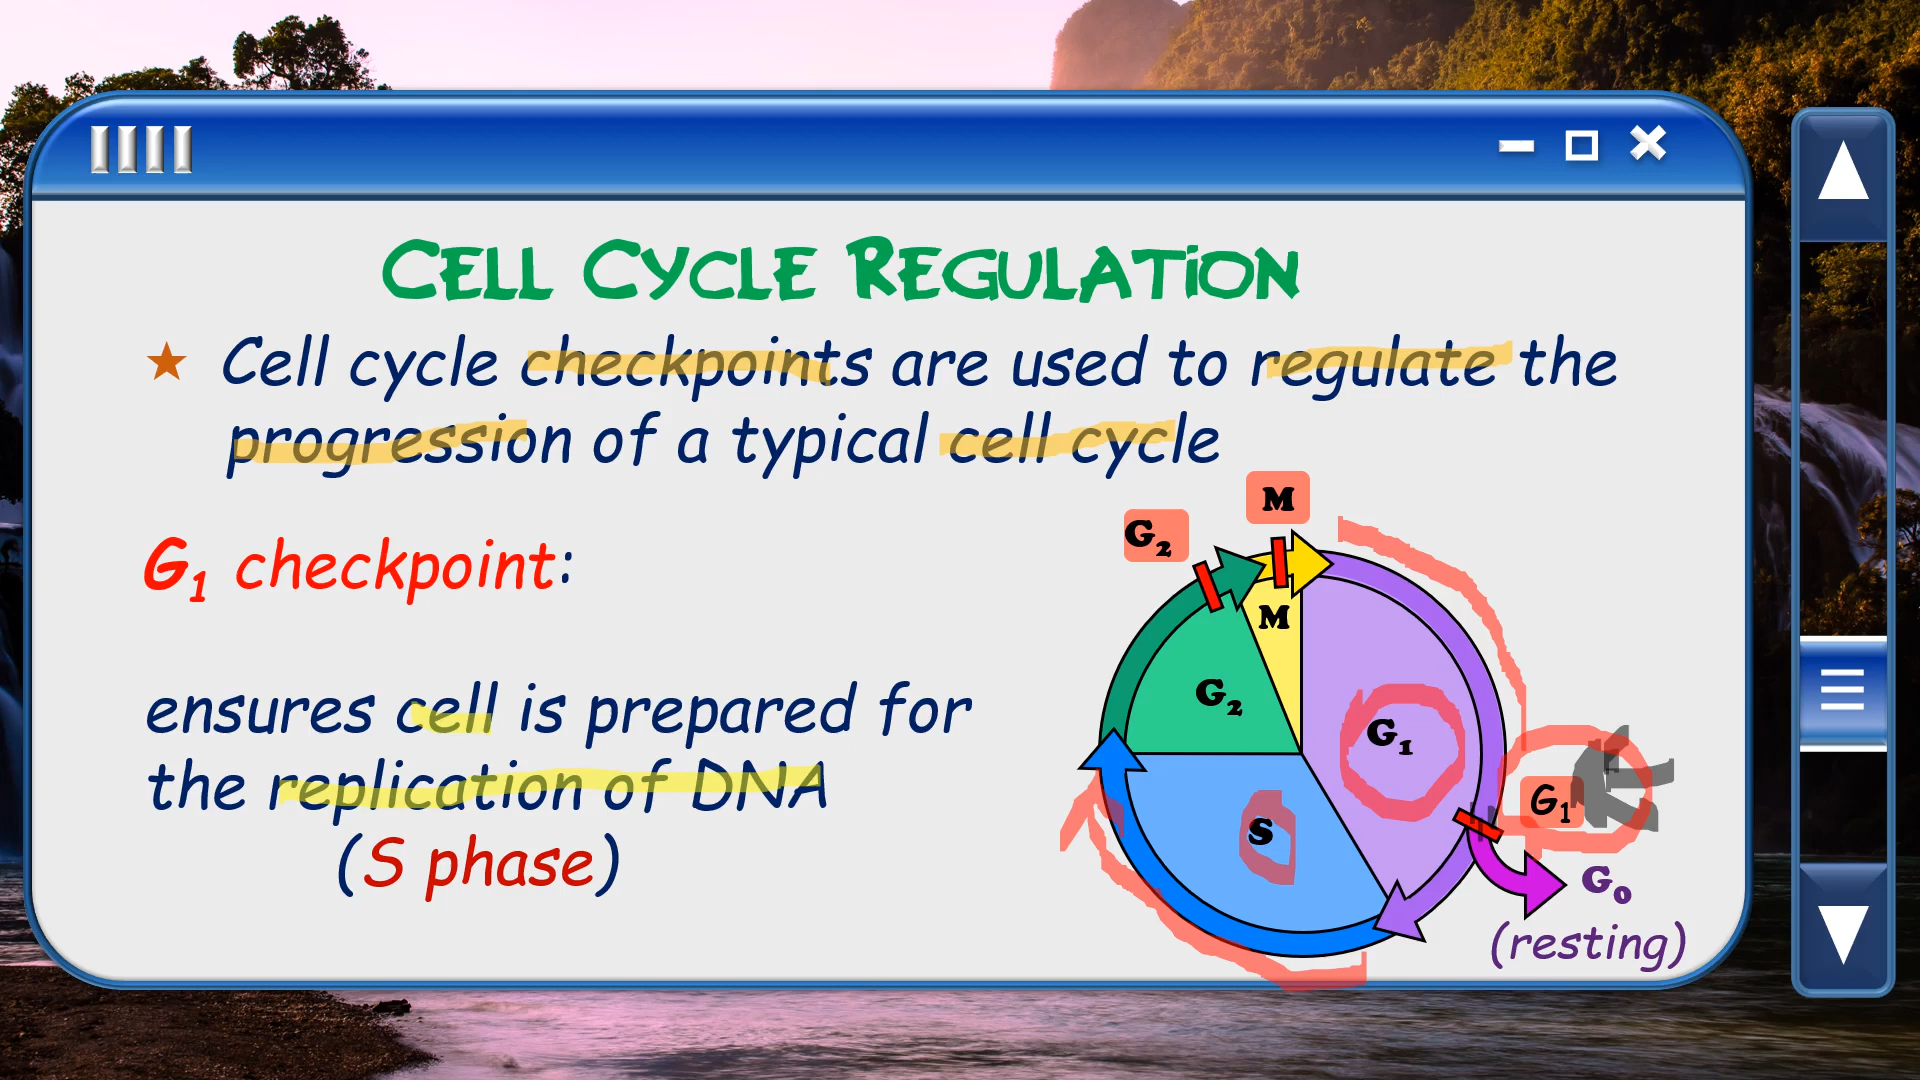 CELL CYCLE REGULATION
★ Cell cycle checkpoints are used to regulate the
progression of a typical cell cycle
G₁ checkpoint:
ensures cell is prepared for
the replication of DNA
(S phase)
M
G₂
M
G₂
G₁
S
G₁
G₀
(resting)